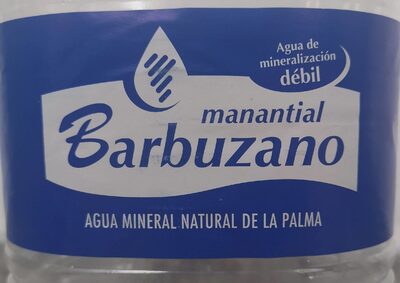 Agua de
mineralización
débil
manantial
Barbuzano
AGUA MINERAL NATURAL DE LA PALMA